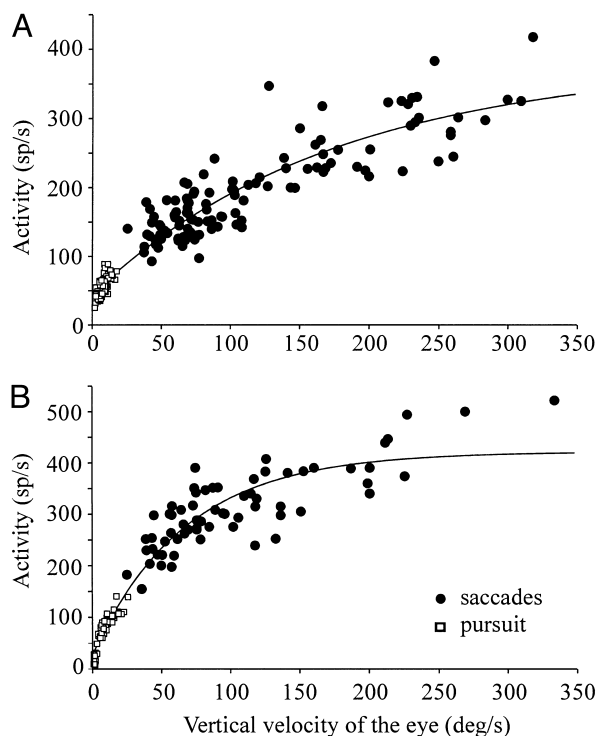 A
Activity (sp/s)
400
300
200
100
0
0 50 100 150 200 250 300 350
B
Activity (sp/s)
500
400
300
200
100
0
saccades
pursuit
0 50 100 150 200 250 300 350
Vertical velocity of the eye (deg/s)